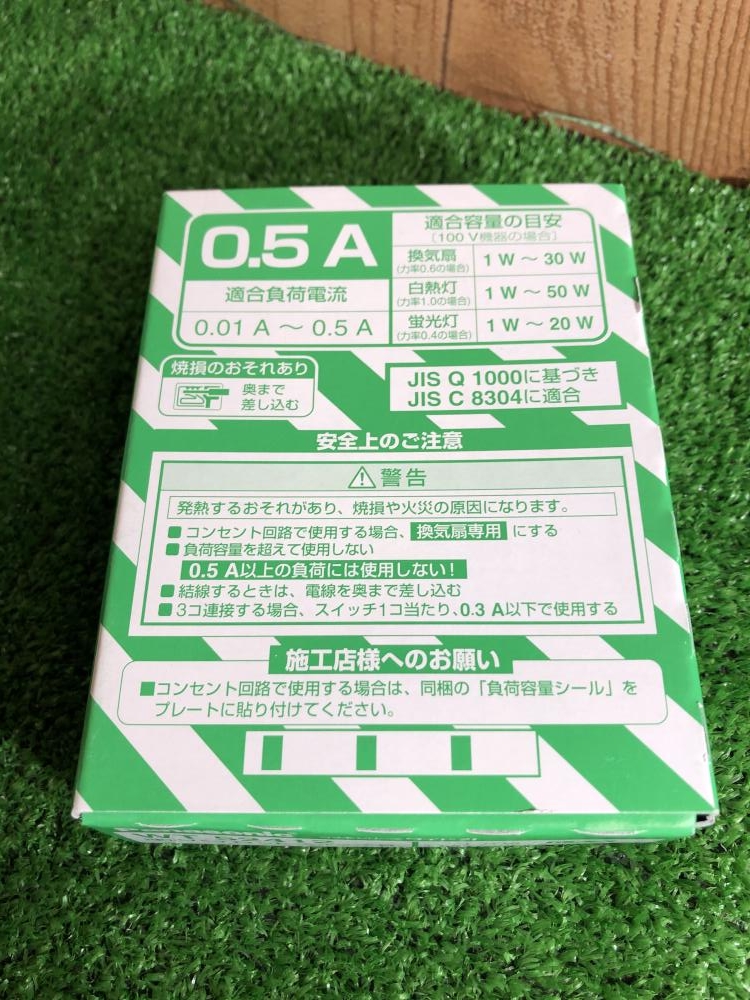 0.5 A
適合負荷電流
0.01 A ～ 0.5 A
適合容量の目安
〔100 V機器の場合〕
換気扇
(力率0.6の場合)
1 W ～ 30 W
白熱灯
(力率1.0の場合)
1 W ～ 50 W
蛍光灯
(力率0.4の場合)
1 W ～ 20 W
焼損のおそれあり
奥まで
差し込む
JIS Q 1000に基づき
JIS C 8304に適合
安全上のご注意
警告
発熱するおそれがあり、焼損や火災の原因になります。
■コンセント回路で使用する場合、換気扇専用 にする
■負荷容量を超えて使用しない
0.5 A以上の負荷には使用しない！
■結線するときは、電線を奥まで差し込む
■3コ連接する場合、スイッチ1コ当たり、0.3 A以下で使用する
施工店様へのお願い
■コンセント回路で使用する場合は、同梱の「負荷容量シール」を
プレートに貼り付けてください。